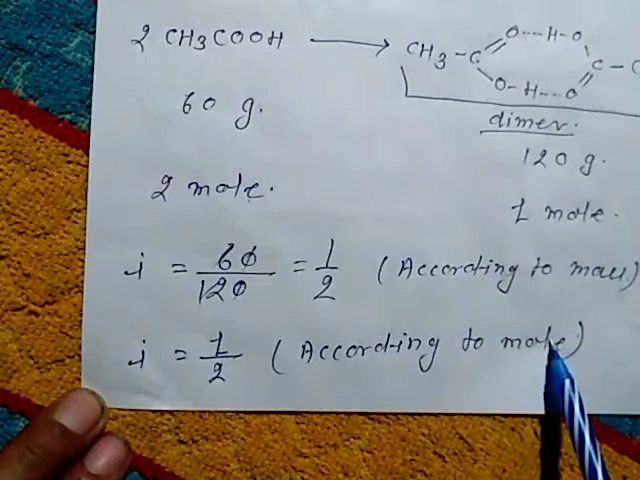 2 CH3COOH ⟶ CH3-C O---H-O C-C O-H---O
dimer.
60 g.
120 g.
2 mole.
1 mole.
i = 60/120 = 1/2 (According to mass)
i = 1/2 (According to mole)